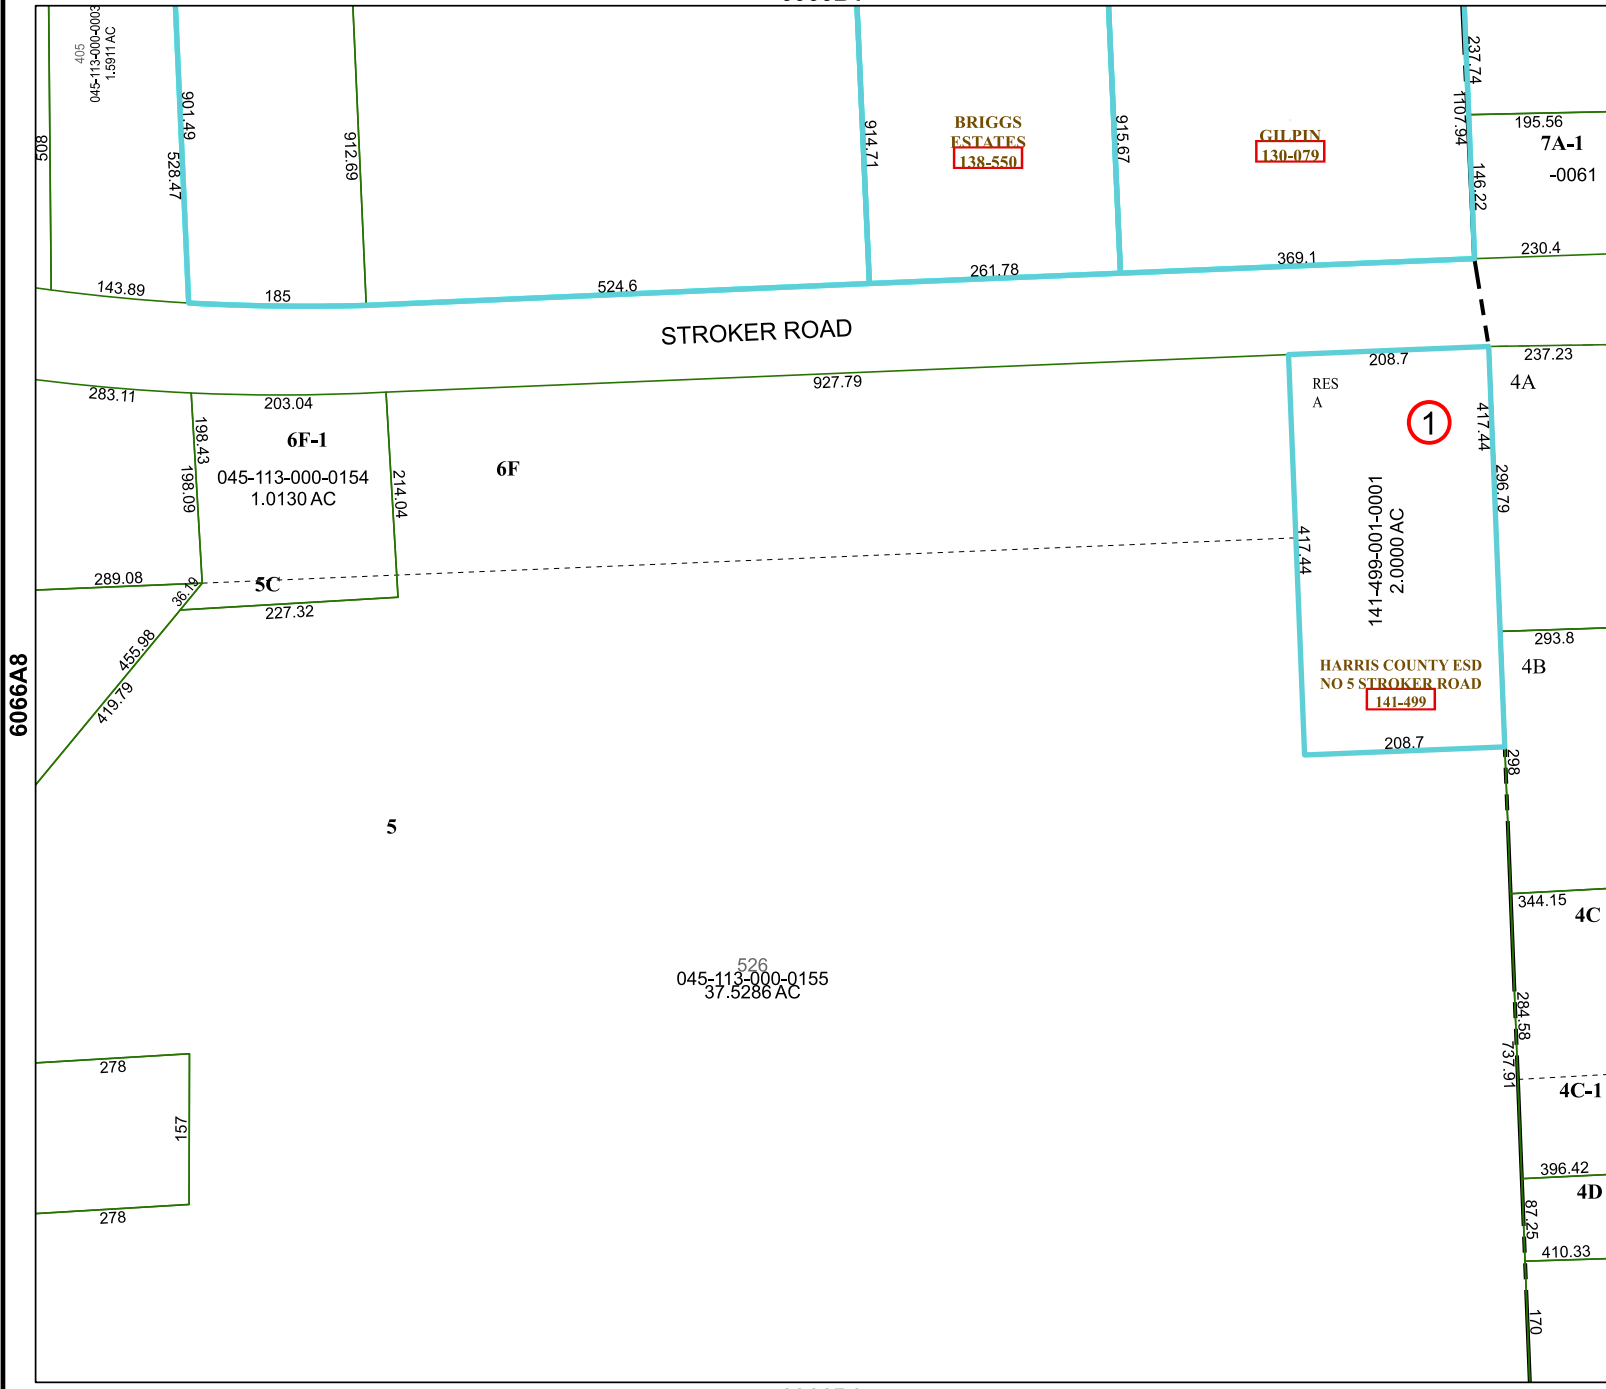 405
045-113-000-0003
1.5911 AC
508
901.49
528.47
912.69
914.71
BRIGGS
ESTATES
138-550
915.67
GILPIN
130-079
237.74
1107.94
146.22
195.56
7A-1
-0061
230.4
143.89
185
524.6
261.78
369.1
STROKER ROAD
283.11
203.04
927.79
208.7
237.23
4A
RES
A
1
417.44
296.79
198.43
198.09
6F-1
045-113-000-0154
1.0130 AC
214.04
6F
417.44
141-499-001-0001
2.0000 AC
289.08
36.19
5C
227.32
455.98
419.79
6066A8
HARRIS COUNTY ESD
NO 5 STROKER ROAD
141-499
208.7
293.8
4B
298
5
344.15
4C
526
045-113-000-0155
37.5286 AC
284.58
737.91
4C-1
278
157
278
396.42
4D
87.25
410.33
170